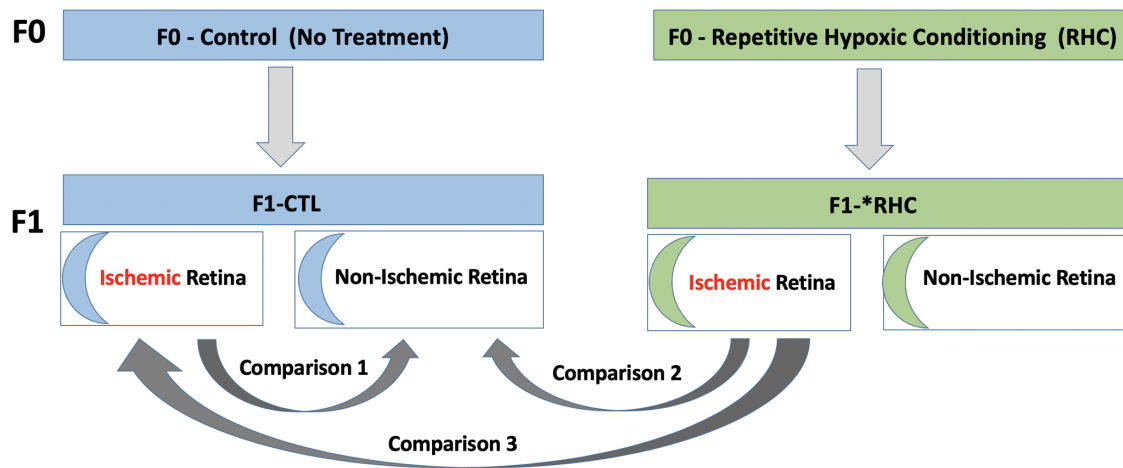 F0
F0 - Control (No Treatment)
F0 - Repetitive Hypoxic Conditioning (RHC)
F1
F1-CTL
F1-*RHC
Ischemic Retina
Non-Ischemic Retina
Ischemic Retina
Non-Ischemic Retina
Comparison 1
Comparison 2
Comparison 3